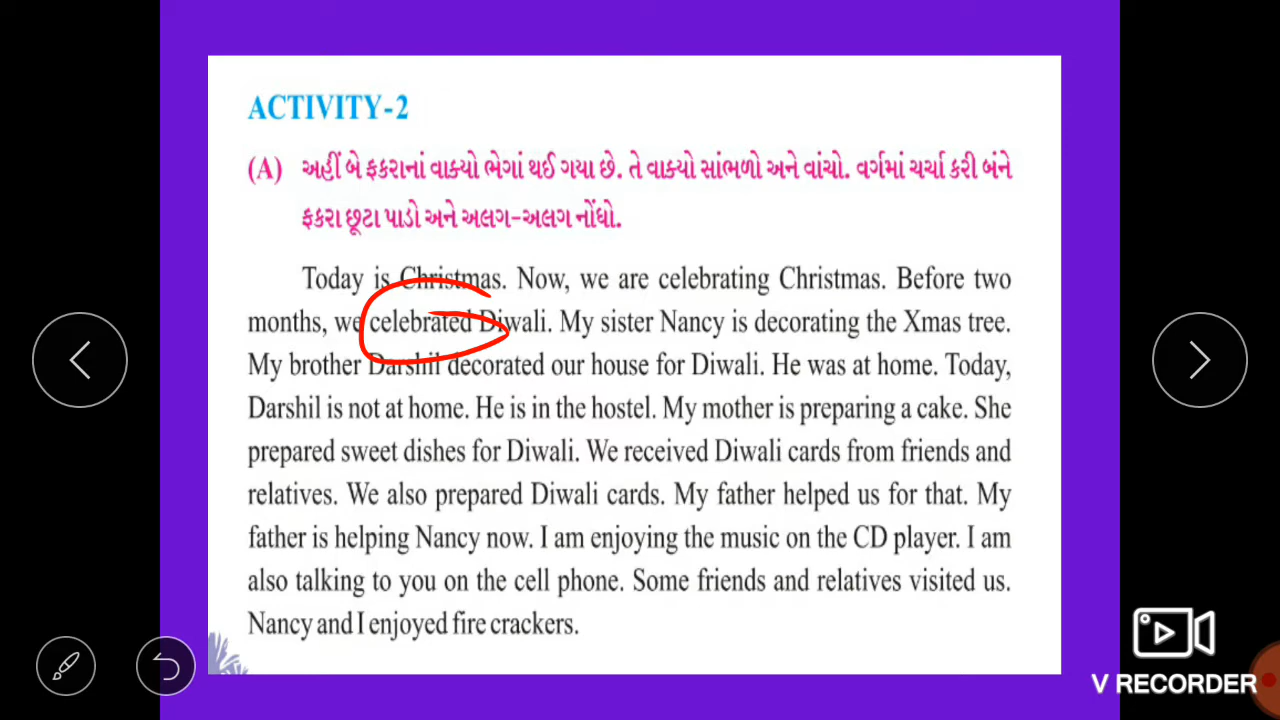 ACTIVITY-2
(A) અહીં બે ફકરાનાં વાક્યો ભેગાં થઈ ગયા છે. તે વાક્યો સાંભળો અને વાંચો. વર્ગમાં ચર્ચા કરી બંને
ફકરા છૂટા પાડો અને અલગ-અલગ નોંધો.
Today is Christmas. Now, we are celebrating Christmas. Before two
months, we celebrated Diwali. My sister Nancy is decorating the Xmas tree.
My brother Darshil decorated our house for Diwali. He was at home. Today,
Darshil is not at home. He is in the hostel. My mother is preparing a cake. She
prepared sweet dishes for Diwali. We received Diwali cards from friends and
relatives. We also prepared Diwali cards. My father helped us for that. My
father is helping Nancy now. I am enjoying the music on the CD player. I am
also talking to you on the cell phone. Some friends and relatives visited us.
Nancy and I enjoyed fire crackers.
V RECORDER